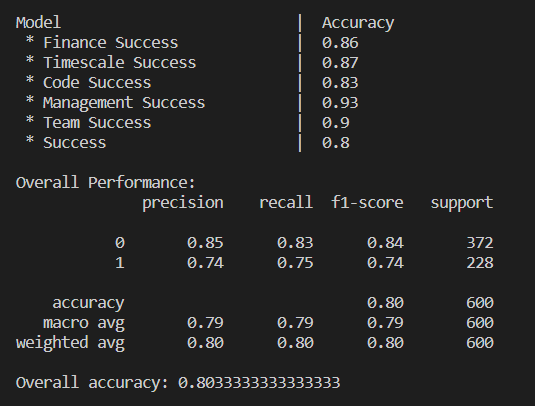 Model | Accuracy
* Finance Success | 0.86
* Timescale Success | 0.87
* Code Success | 0.83
* Management Success | 0.93
* Team Success | 0.9
* Success | 0.8
Overall Performance:
precision recall f1-score support
0 0.85 0.83 0.84 372
1 0.74 0.75 0.74 228
accuracy 0.80 600
macro avg 0.79 0.79 0.79 600
weighted avg 0.80 0.80 0.80 600
Overall accuracy: 0.8033333333333333